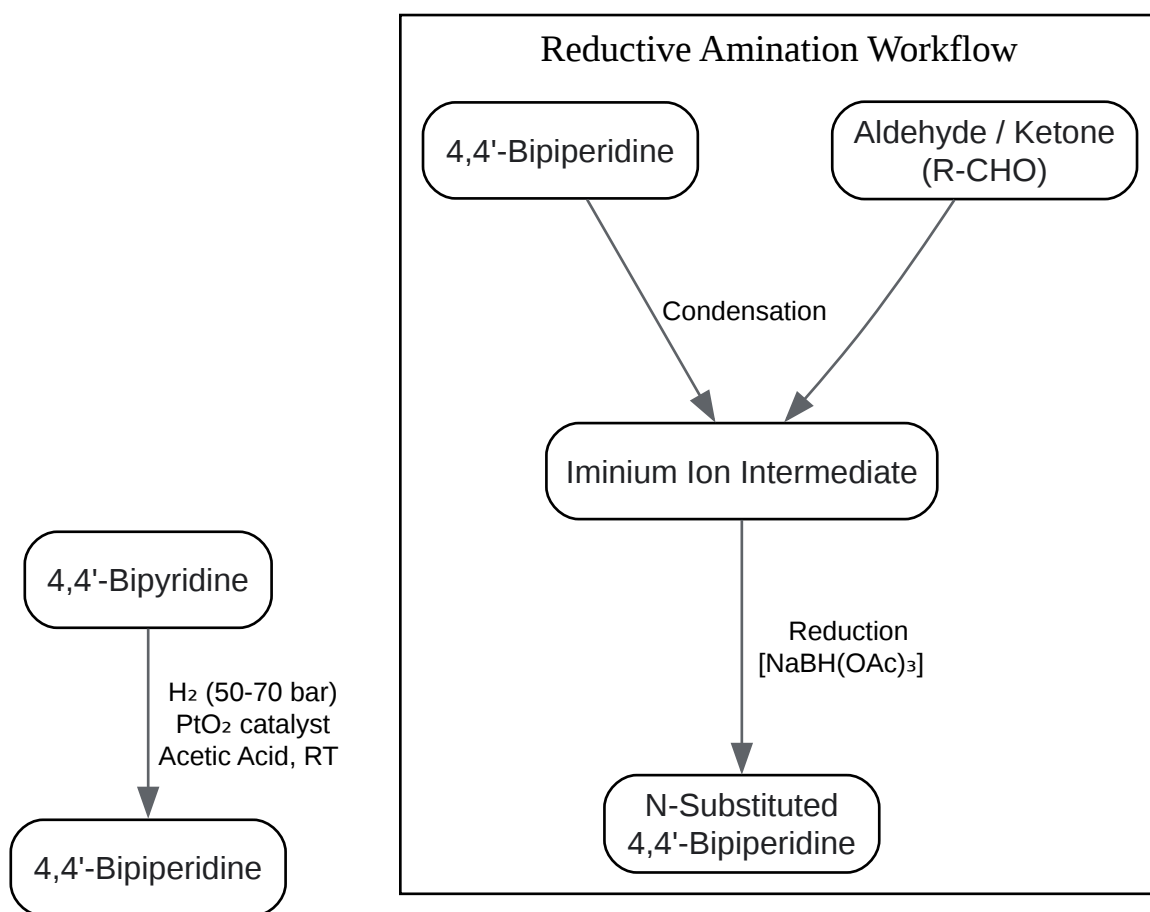 Reductive Amination Workflow
4,4'-Bipiperidine
Aldehyde / Ketone
(R-CHO)
Condensation
Iminium Ion Intermediate
Reduction
[NaBH(OAc)₃]
N-Substituted
4,4'-Bipiperidine
4,4'-Bipyridine
H₂ (50-70 bar)
PtO₂ catalyst
Acetic Acid, RT
4,4'-Bipiperidine